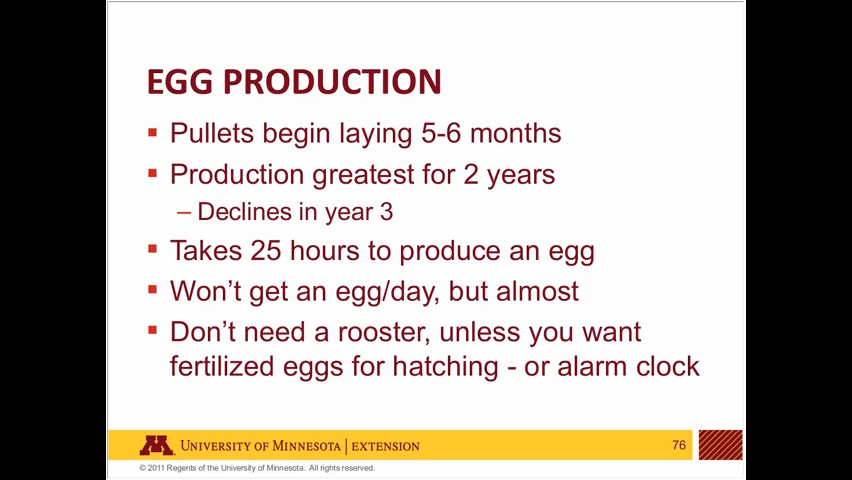 EGG PRODUCTION
▪ Pullets begin laying 5-6 months
▪ Production greatest for 2 years
– Declines in year 3
▪ Takes 25 hours to produce an egg
▪ Won't get an egg/day, but almost
▪ Don't need a rooster, unless you want
fertilized eggs for hatching - or alarm clock
M UNIVERSITY OF MINNESOTA | EXTENSION
76
© 2011 Regents of the University of Minnesota. All rights reserved.